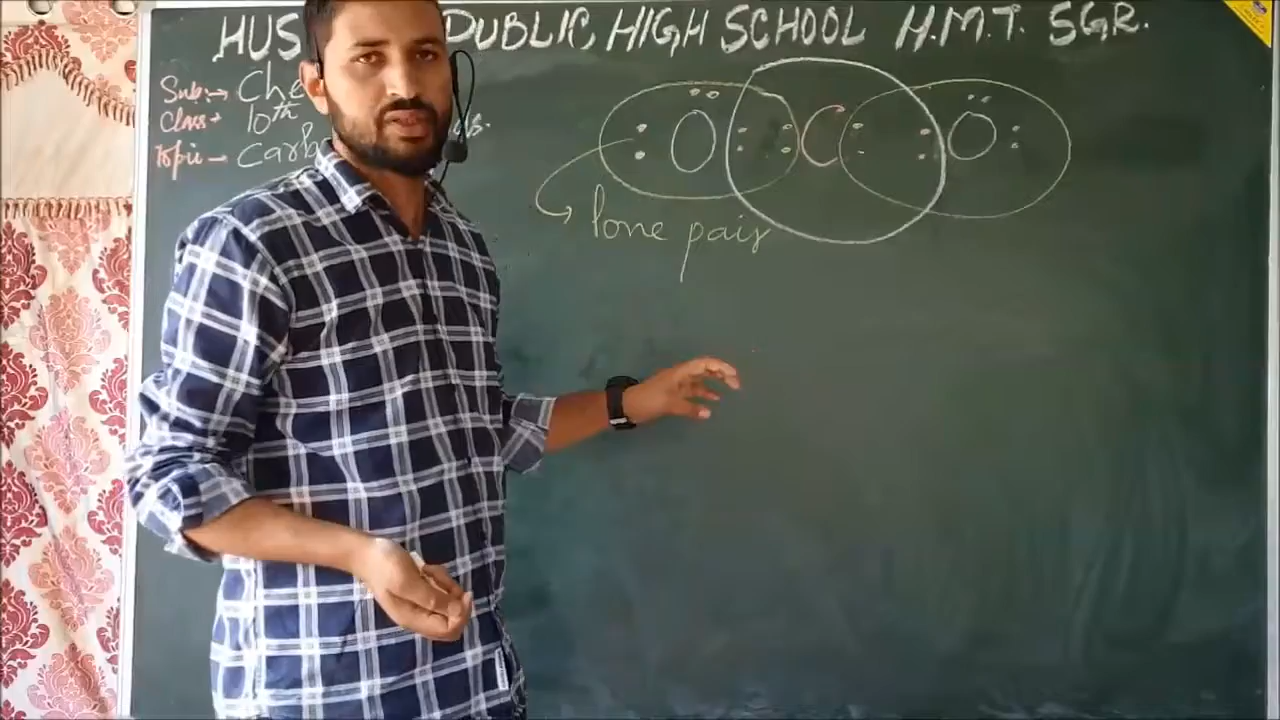 HUS PUBLIC HIGH SCHOOL H.M.T. SGR.
Sub:→ Che
Class→ 10th
Topic→ Carb
O C O
lone pair